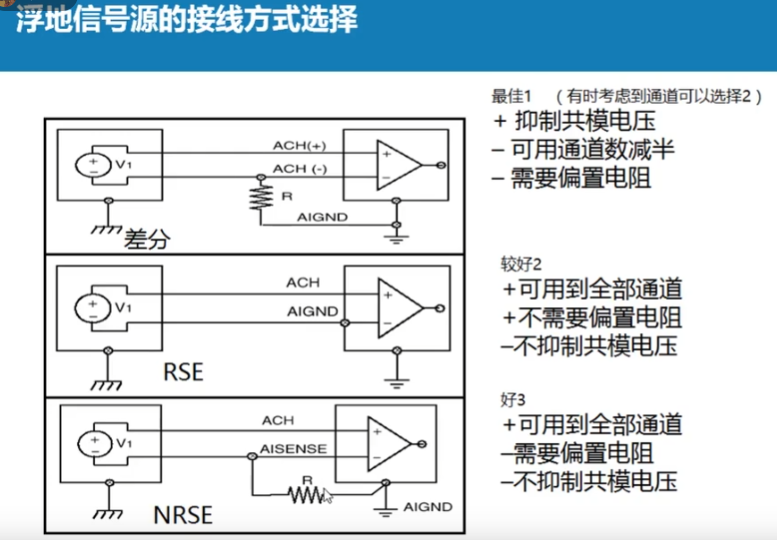 浮地信号源的接线方式选择
最佳1 （有时考虑到通道可以选择2）
+ 抑制共模电压
– 可用通道数减半
– 需要偏置电阻
ACH(+)
+
V1
+
ACH (-)
–
–
R
AIGND
差分
较好2
+可用到全部通道
+不需要偏置电阻
–不抑制共模电压
ACH
+
V1
+
AIGND
–
–
RSE
好3
+可用到全部通道
–需要偏置电阻
–不抑制共模电压
ACH
+
V1
+
AISENSE
–
–
R
AIGND
NRSE